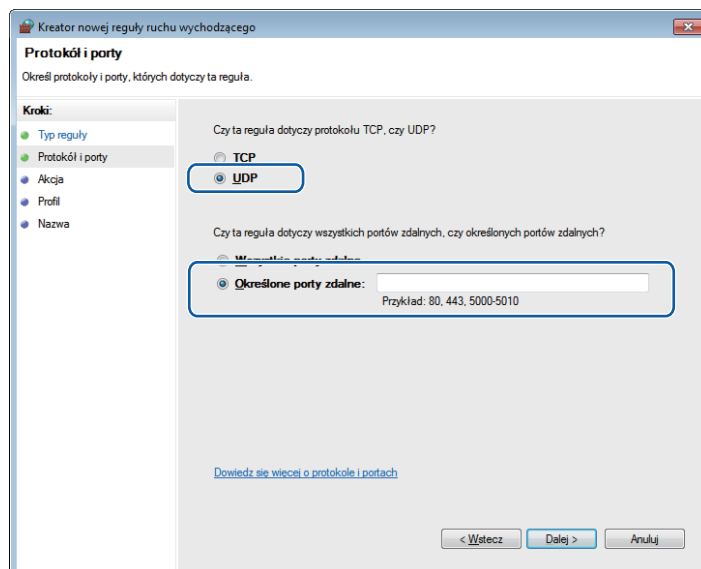 Kreator nowej reguły ruchu wychodzącego
Protokół i porty
Określ protokoły i porty, których dotyczy ta reguła.
Kroki:
Typ reguły
Protokół i porty
Akcja
Profil
Nazwa
Czy ta reguła dotyczy protokołu TCP, czy UDP?
TCP
UDP
Czy ta reguła dotyczy wszystkich portów zdalnych, czy określonych portów zdalnych?
Wszystkie porty zdalne
Określone porty zdalne:
Przykład: 80, 443, 5000-5010
Dowiedz się więcej o protokole i portach
< Wstecz
Dalej >
Anuluj